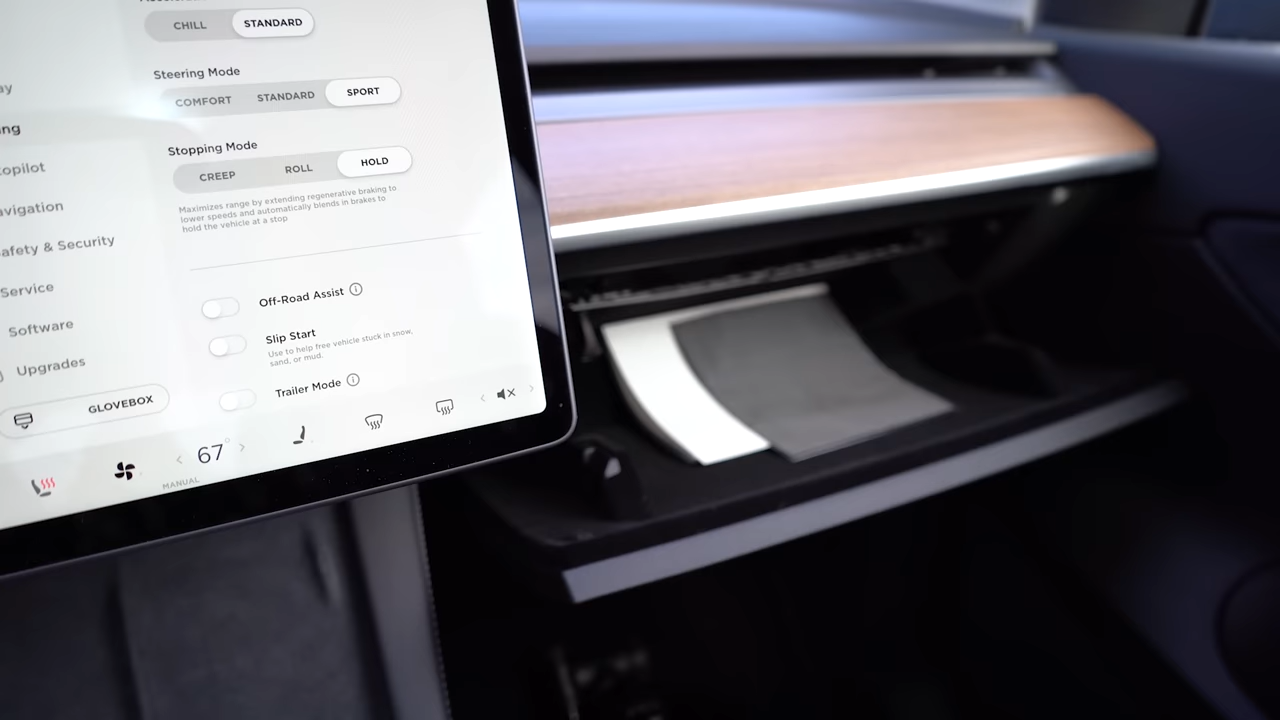 CHILL STANDARD
Steering Mode
COMFORT STANDARD SPORT
Stopping Mode
CREEP ROLL HOLD
Maximizes range by extending regenerative braking to
lower speeds and automatically blends in brakes to
hold the vehicle at a stop
Off-Road Assist
Slip Start
Use to help free vehicle stuck in snow,
sand, or mud.
Trailer Mode
ay
ng
topilot
avigation
afety & Security
Service
Software
Upgrades
GLOVEBOX
67°
MANUAL